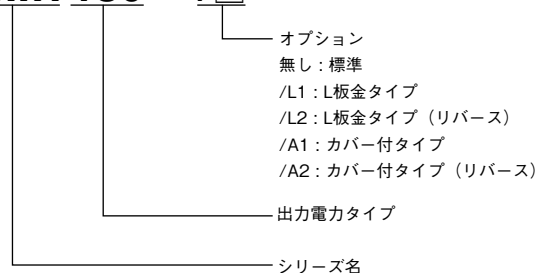 オプション
無し：標準
/L1：L板金タイプ
/L2：L板金タイプ（リバース）
/A1：カバー付タイプ
/A2：カバー付タイプ（リバース）
出力電力タイプ
シリーズ名